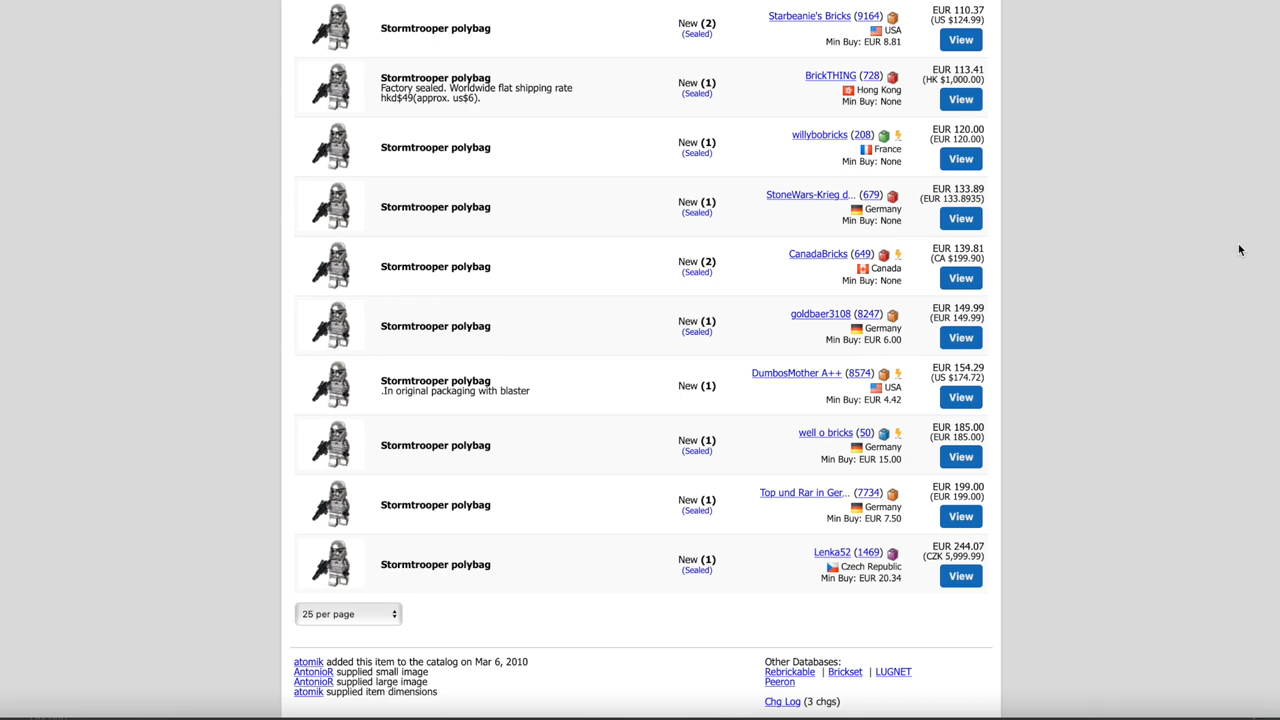 Stormtrooper polybag
New (2)
(Sealed)
Starbeanie's Bricks (9164)
USA
Min Buy: EUR 8.81
EUR 110.37
(US $124.99)
View
Stormtrooper polybag
Factory sealed. Worldwide flat shipping rate
hkd$49(approx. us$6).
New (1)
(Sealed)
BrickTHING (728)
Hong Kong
Min Buy: None
EUR 113.41
(HK $1,000.00)
View
Stormtrooper polybag
New (1)
(Sealed)
willybobricks (208)
France
Min Buy: None
EUR 120.00
(EUR 120.00)
View
Stormtrooper polybag
New (1)
(Sealed)
StoneWars-Krieg d... (679)
Germany
Min Buy: None
EUR 133.89
(EUR 133.8935)
View
Stormtrooper polybag
New (2)
(Sealed)
CanadaBricks (649)
Canada
Min Buy: None
EUR 139.81
(CA $199.90)
View
Stormtrooper polybag
New (1)
(Sealed)
goldbaer3108 (8247)
Germany
Min Buy: EUR 6.00
EUR 149.99
(EUR 149.99)
View
Stormtrooper polybag
.In original packaging with blaster
New (1)
DumbosMother A++ (8574)
USA
Min Buy: EUR 4.42
EUR 154.29
(US $174.72)
View
Stormtrooper polybag
New (1)
(Sealed)
well o bricks (50)
Germany
Min Buy: EUR 15.00
EUR 185.00
(EUR 185.00)
View
Stormtrooper polybag
New (1)
(Sealed)
Top und Rar in Ger... (7734)
Germany
Min Buy: EUR 7.50
EUR 199.00
(EUR 199.00)
View
Stormtrooper polybag
New (1)
(Sealed)
Lenka52 (1469)
Czech Republic
Min Buy: EUR 20.34
EUR 244.07
(CZK 5,999.99)
View
25 per page
atomik added this item to the catalog on Mar 6, 2010
AntonioR supplied small image
AntonioR supplied large image
atomik supplied item dimensions
Other Databases:
Rebrickable | Brickset | LUGNET
Peeron
Chg Log (3 chgs)